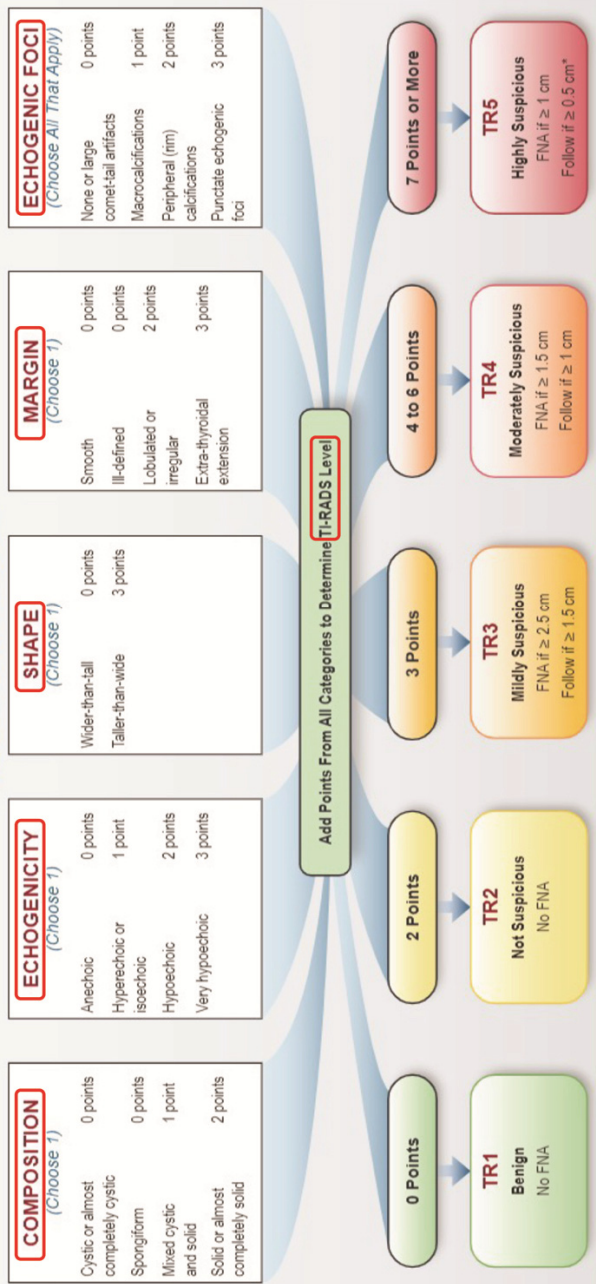 COMPOSITION
(Choose 1)
Cystic or almost
completely cystic
0 points
Spongiform
0 points
Mixed cystic
and solid
1 point
Solid or almost
completely solid
2 points
ECHOGENICITY
(Choose 1)
Anechoic
0 points
Hyperechoic or
isoechoic
1 point
Hypoechoic
2 points
Very hypoechoic
3 points
SHAPE
(Choose 1)
Wider-than-tall
0 points
Taller-than-wide
3 points
MARGIN
(Choose 1)
Smooth
0 points
Ill-defined
0 points
Lobulated or
irregular
2 points
Extra-thyroidal
extension
3 points
ECHOGENIC FOCI
(Choose All That Apply)
None or large
comet-tail artifacts
0 points
Macrocalcifications
1 point
Peripheral (rim)
calcifications
2 points
Punctate echogenic
foci
3 points
Add Points From All Categories to Determine TI-RADS Level
0 Points
2 Points
3 Points
4 to 6 Points
7 Points or More
TR1
Benign
No FNA
TR2
Not Suspicious
No FNA
TR3
Mildly Suspicious
FNA if ≥ 2.5 cm
Follow if ≥ 1.5 cm
TR4
Moderately Suspicious
FNA if ≥ 1.5 cm
Follow if ≥ 1 cm
TR5
Highly Suspicious
FNA if ≥ 1 cm
Follow if ≥ 0.5 cm*